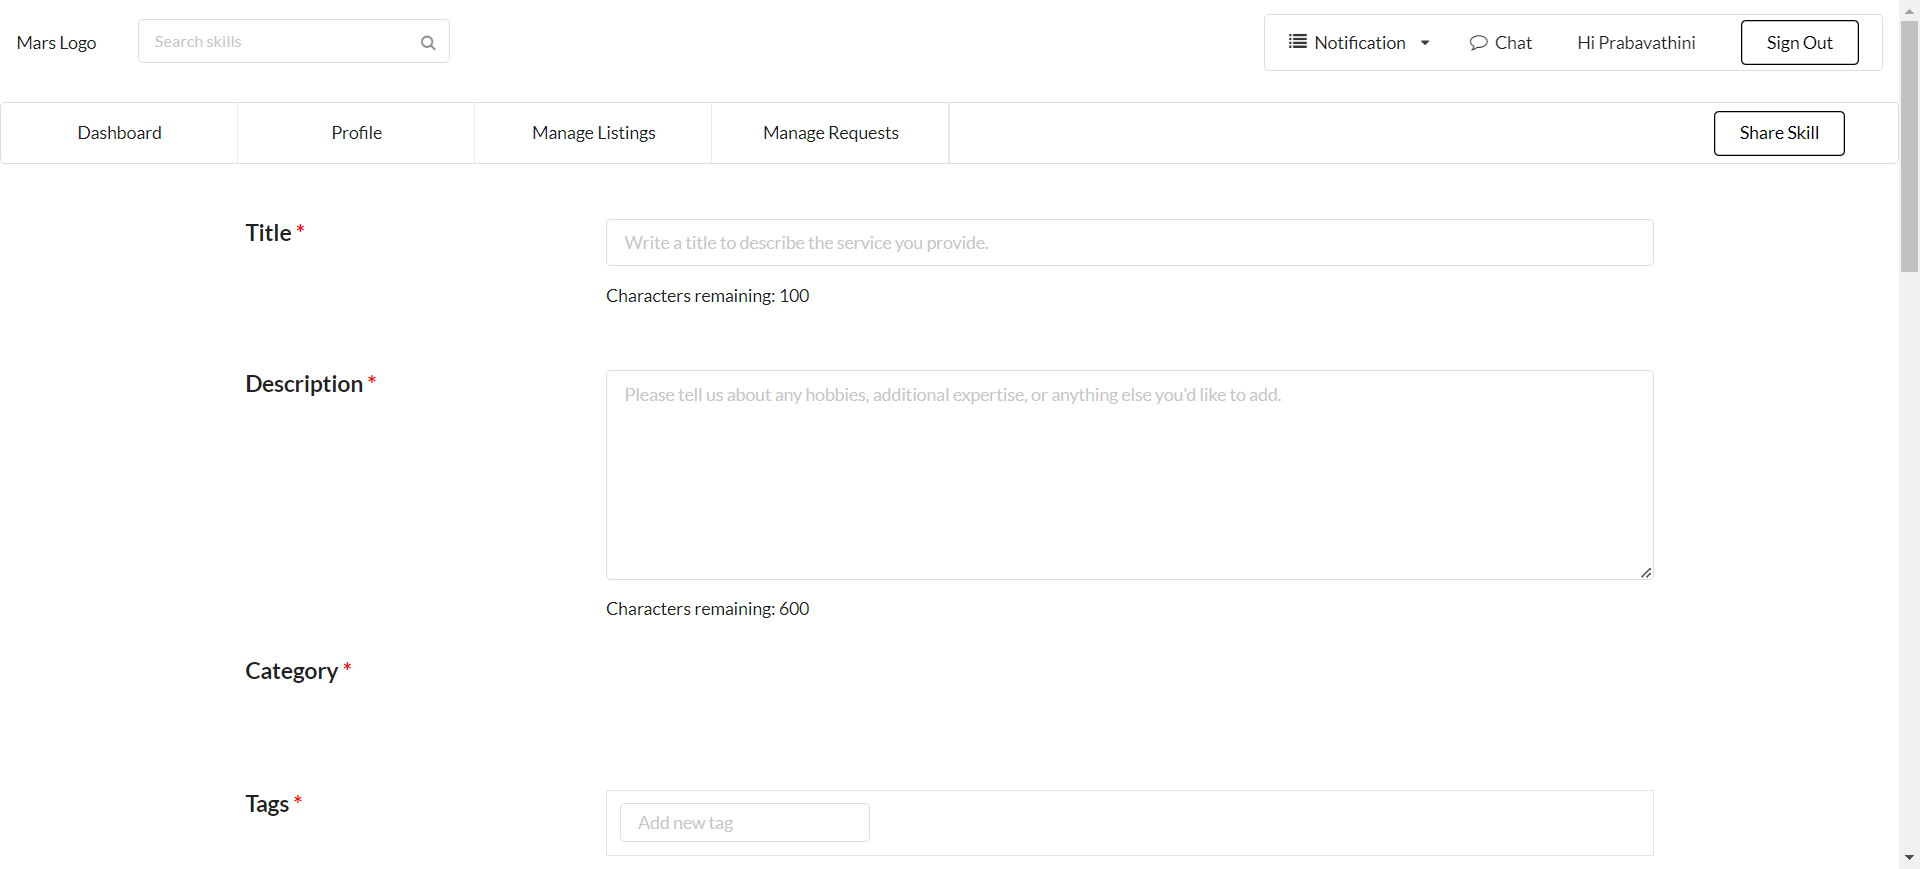 Mars Logo
Search skills
Notification
Chat
Hi Prabavathini
Sign Out
Dashboard
Profile
Manage Listings
Manage Requests
Share Skill
Title *
Write a title to describe the service you provide.
Characters remaining: 100
Description *
Please tell us about any hobbies, additional expertise, or anything else you’d like to add.
Characters remaining: 600
Category *
Tags *
Add new tag